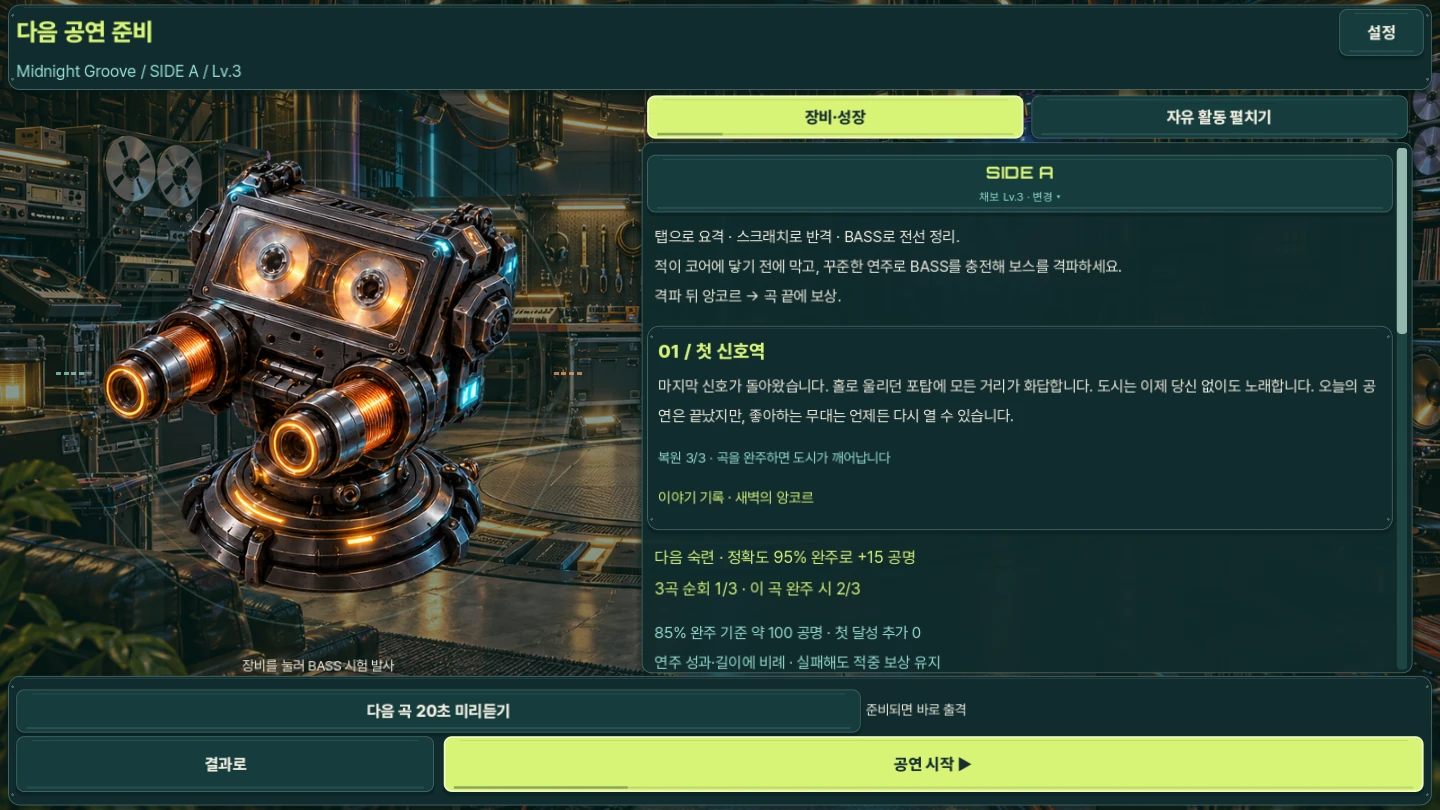 다음 공연 준비
설정
Midnight Groove / SIDE A / Lv.3
장비·성장
자유 활동 펼치기
SIDE A
채보 Lv.3 · 변경 ▾
탭으로 요격 · 스크래치로 반격 · BASS로 전선 정리.
적이 코어에 닿기 전에 막고, 꾸준한 연주로 BASS를 충전해 보스를 격파하세요.
격파 뒤 앙코르 → 곡 끝에 보상.
01 / 첫 신호역
마지막 신호가 돌아왔습니다. 홀로 울리던 포탑에 모든 거리가 화답합니다. 도시는 이제 당신 없이도 노래합니다. 오늘의 공
연은 끝났지만, 좋아하는 무대는 언제든 다시 열 수 있습니다.
복원 3/3 · 곡을 완주하면 도시가 깨어납니다
이야기 기록 · 새벽의 앙코르
다음 숙련 · 정확도 95% 완주로 +15 공명
3곡 순회 1/3 · 이 곡 완주 시 2/3
85% 완주 기준 약 100 공명 · 첫 달성 추가 0
연주 성과·길이에 비례 · 실패해도 적중 보상 유지
장비를 눌러 BASS 시험 발사
다음 곡 20초 미리듣기
준비되면 바로 출격
결과로
공연 시작 ▶